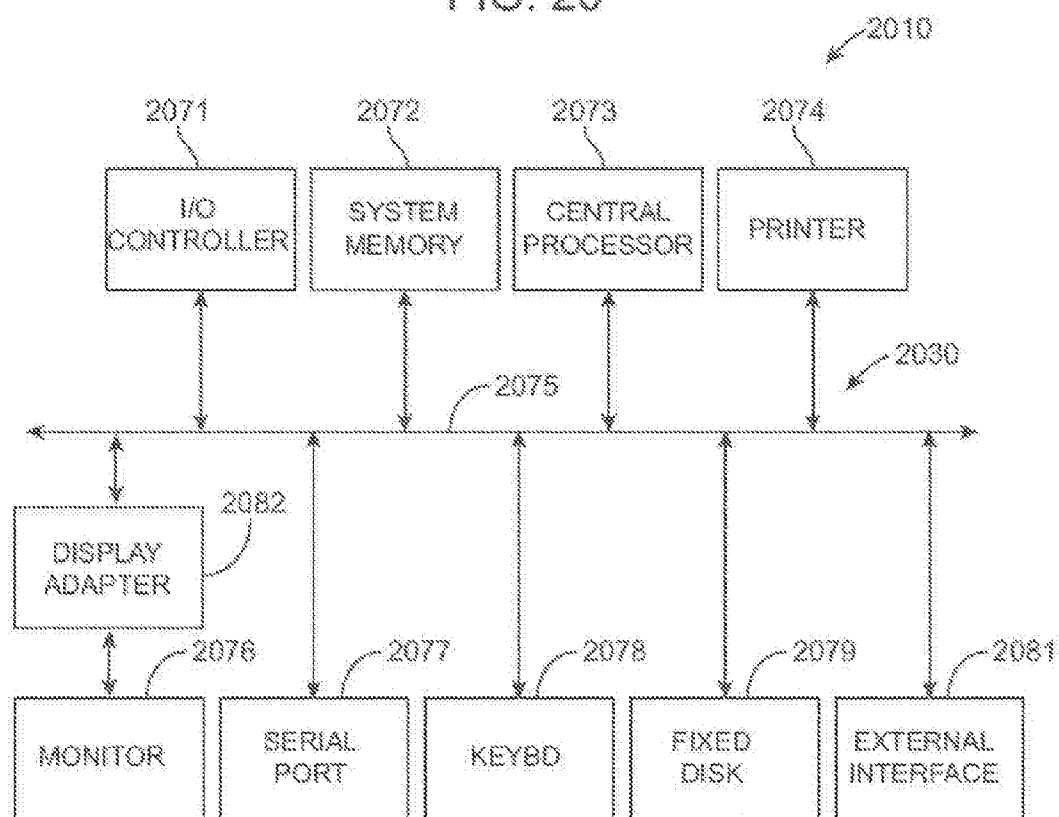 2010
2071
2072
2073
2074
I/O
CONTROLLER
SYSTEM
MEMORY
CENTRAL
PROCESSOR
PRINTER
2030
2075
2082
DISPLAY
ADAPTER
2076
2077
2078
2079
2081
MONITOR
SERIAL
PORT
KEYBD
FIXED
DISK
EXTERNAL
INTERFACE